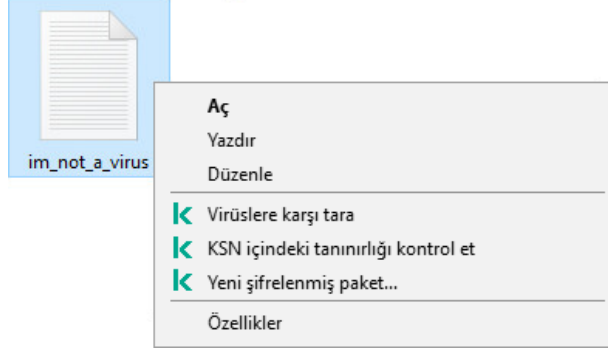 im_not_a_virus
Aç
Yazdır
Düzenle
Virüslere karşı tara
KSN içindeki tanınırlığı kontrol et
Yeni şifrelenmiş paket...
Özellikler